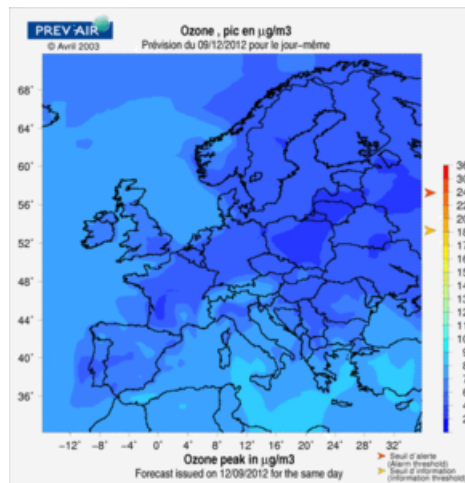 PREV'AIR
© Avril 2003
Ozone , pic en µg/m3
Prévision du 09/12/2012 pour le jour-même
68°
64°
60°
56°
52°
48°
44°
40°
36°
-12° -8° -4° 0° 4° 8° 12° 16° 20° 24° 28° 32°
Ozone peak in µg/m3
Forecast issued on 12/09/2012 for the same day
Seuil d'alerte
(Alarm threshold)
Seuil d'information
(Information threshold)